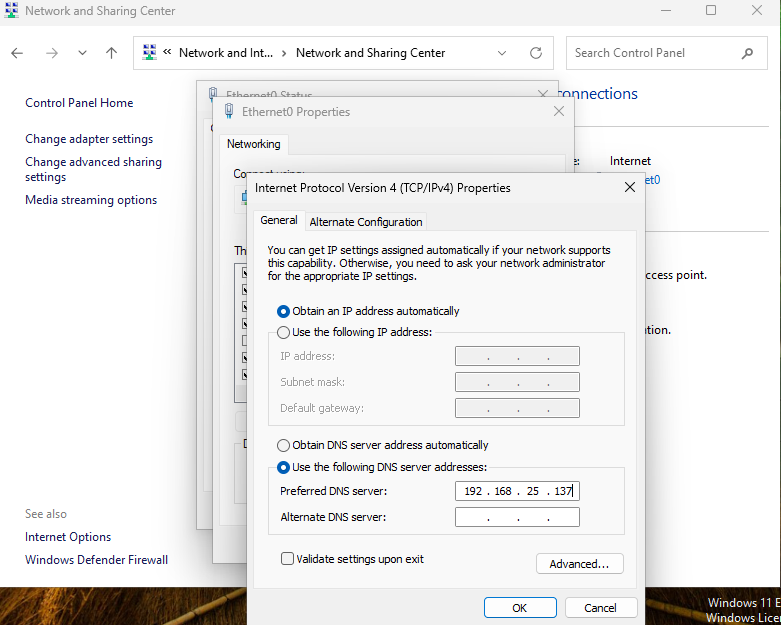 Network and Sharing Center
« Network and Int... > Network and Sharing Center
Search Control Panel
Control Panel Home
Change adapter settings
Change advanced sharing
settings
Media streaming options
See also
Internet Options
Windows Defender Firewall
Ethernet0 Status
onnections
Internet
ccess point.
Ethernet0 Properties
Networking
Connect using:
Internet Protocol Version 4 (TCP/IPv4) Properties
General
Alternate Configuration
You can get IP settings assigned automatically if your network supports
this capability. Otherwise, you need to ask your network administrator
for the appropriate IP settings.
Obtain an IP address automatically
Use the following IP address:
IP address:
. . .
Subnet mask:
. . .
Default gateway:
. . .
Obtain DNS server address automatically
Use the following DNS server addresses:
Preferred DNS server:
192 . 168 . 25 . 137
Alternate DNS server:
. . .
Validate settings upon exit
Advanced...
OK
Cancel
Windows 11 E
Windows Lice